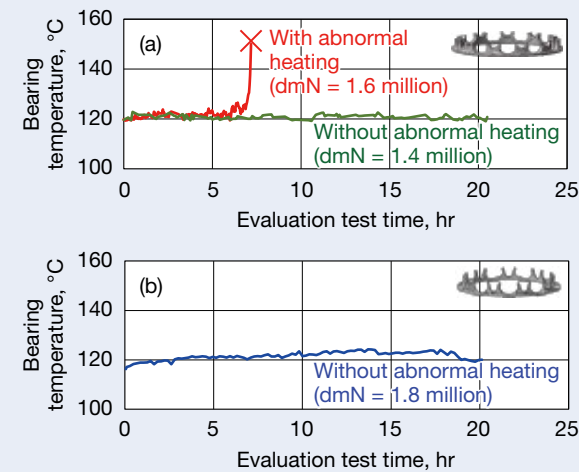 160
140
120
100
Bearing
temperature, °C
(a)
With abnormal
heating
(dmN = 1.6 million)
Without abnormal heating
(dmN = 1.4 million)
0 5 10 15 20 25
Evaluation test time, hr
160
140
120
100
Bearing
temperature, °C
(b)
Without abnormal heating
(dmN = 1.8 million)
0 5 10 15 20 25
Evaluation test time, hr